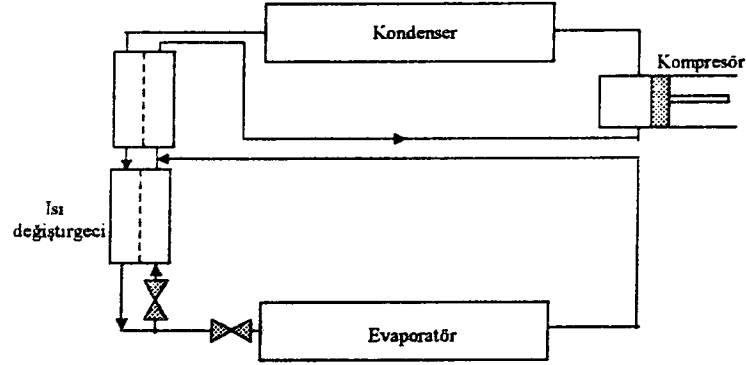 Kondenser
Kompresör
Isı
değiştirgeci
Evaporatör